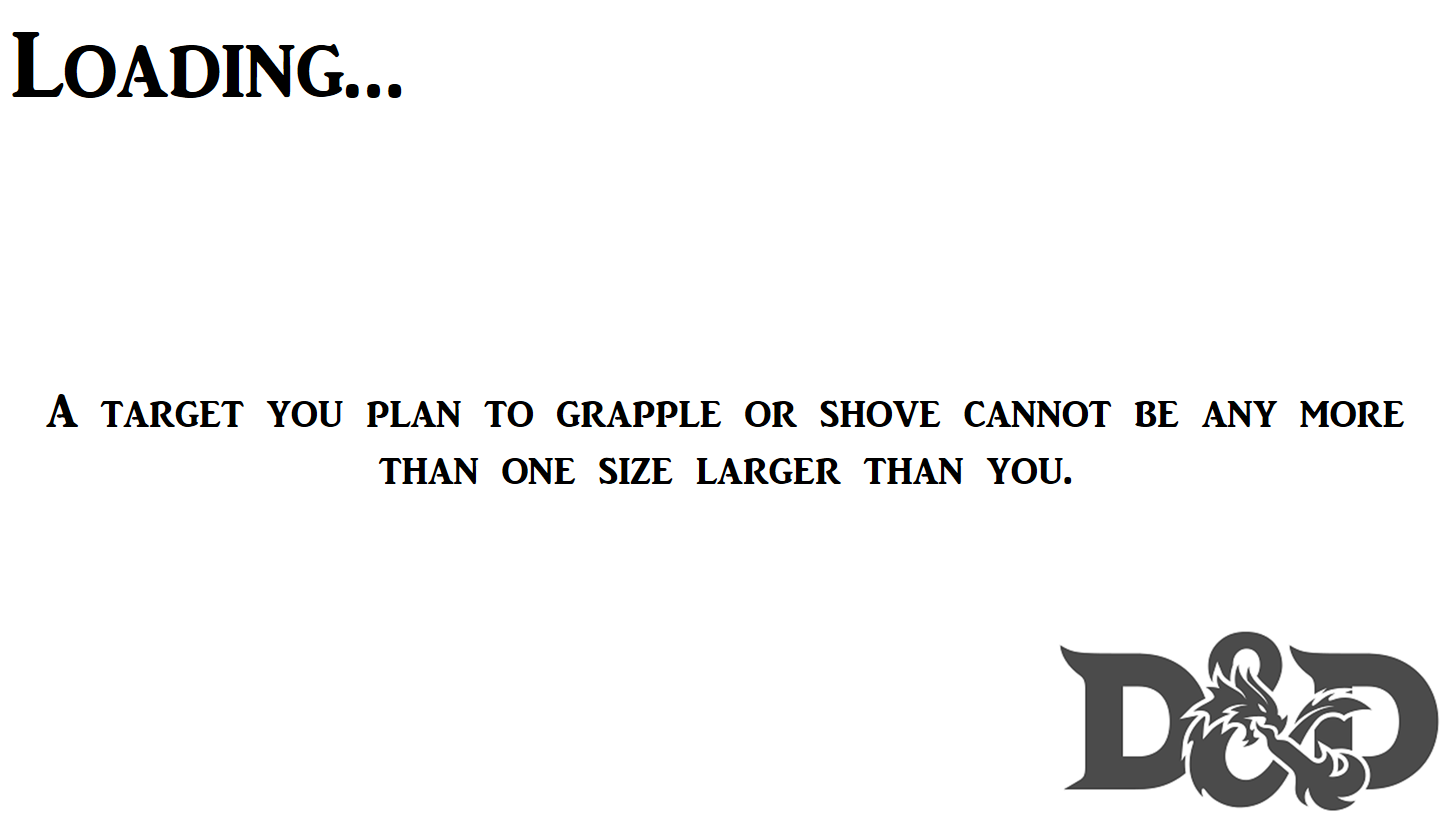 Loading...
A target you plan to grapple or shove cannot be any more
than one size larger than you.
D&D